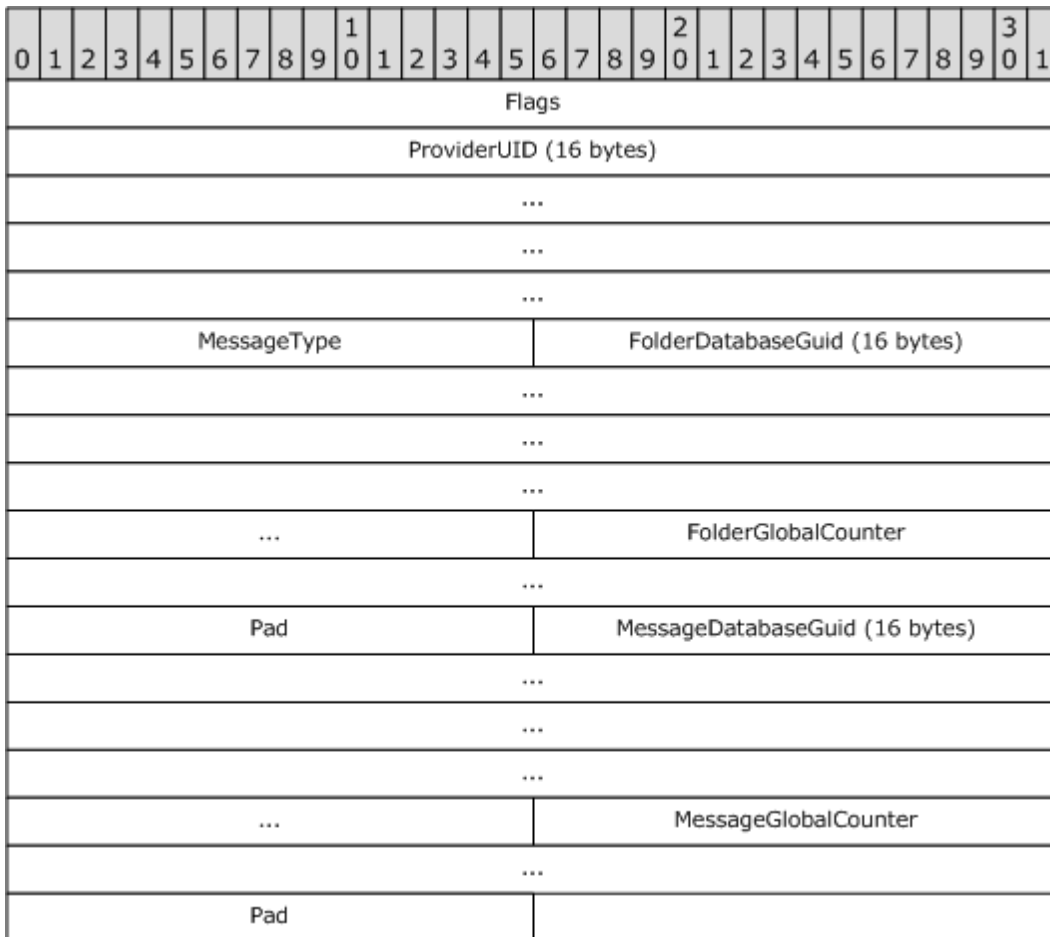 1 2 3
0 1 2 3 4 5 6 7 8 9 0 1 2 3 4 5 6 7 8 9 0 1 2 3 4 5 6 7 8 9 0 1
Flags
ProviderUID (16 bytes)
...
...
...
MessageType FolderDatabaseGuid (16 bytes)
...
...
...
... FolderGlobalCounter
...
Pad MessageDatabaseGuid (16 bytes)
...
...
...
... MessageGlobalCounter
...
Pad